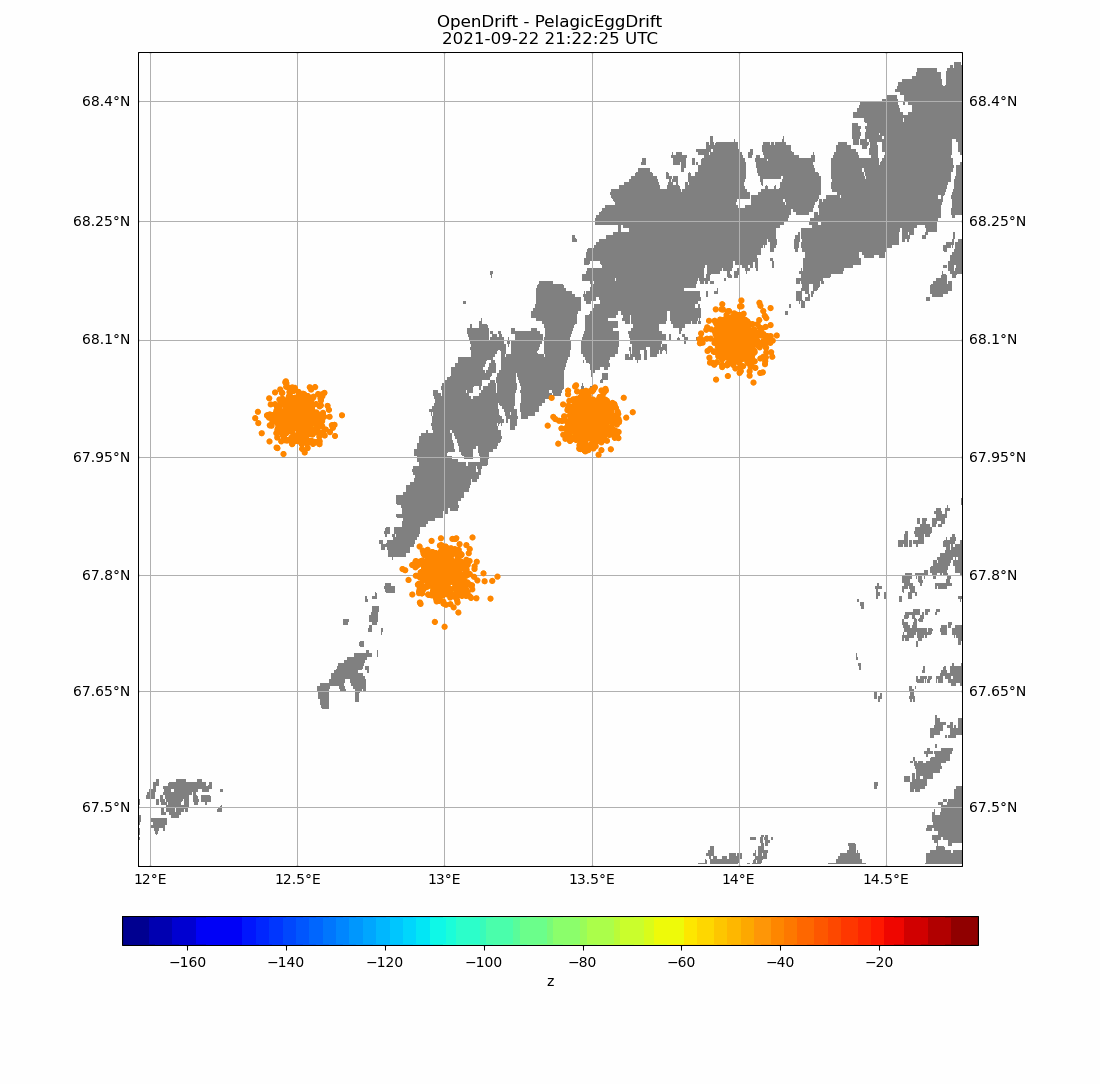 OpenDrift - PelagicEggDrift
2021-09-22 21:22:25 UTC
68.4°N 68.4°N
68.25°N 68.25°N
68.1°N 68.1°N
67.95°N 67.95°N
67.8°N 67.8°N
67.65°N 67.65°N
67.5°N 67.5°N
12°E 12.5°E 13°E 13.5°E 14°E 14.5°E
−160 −140 −120 −100 −80 −60 −40 −20
z